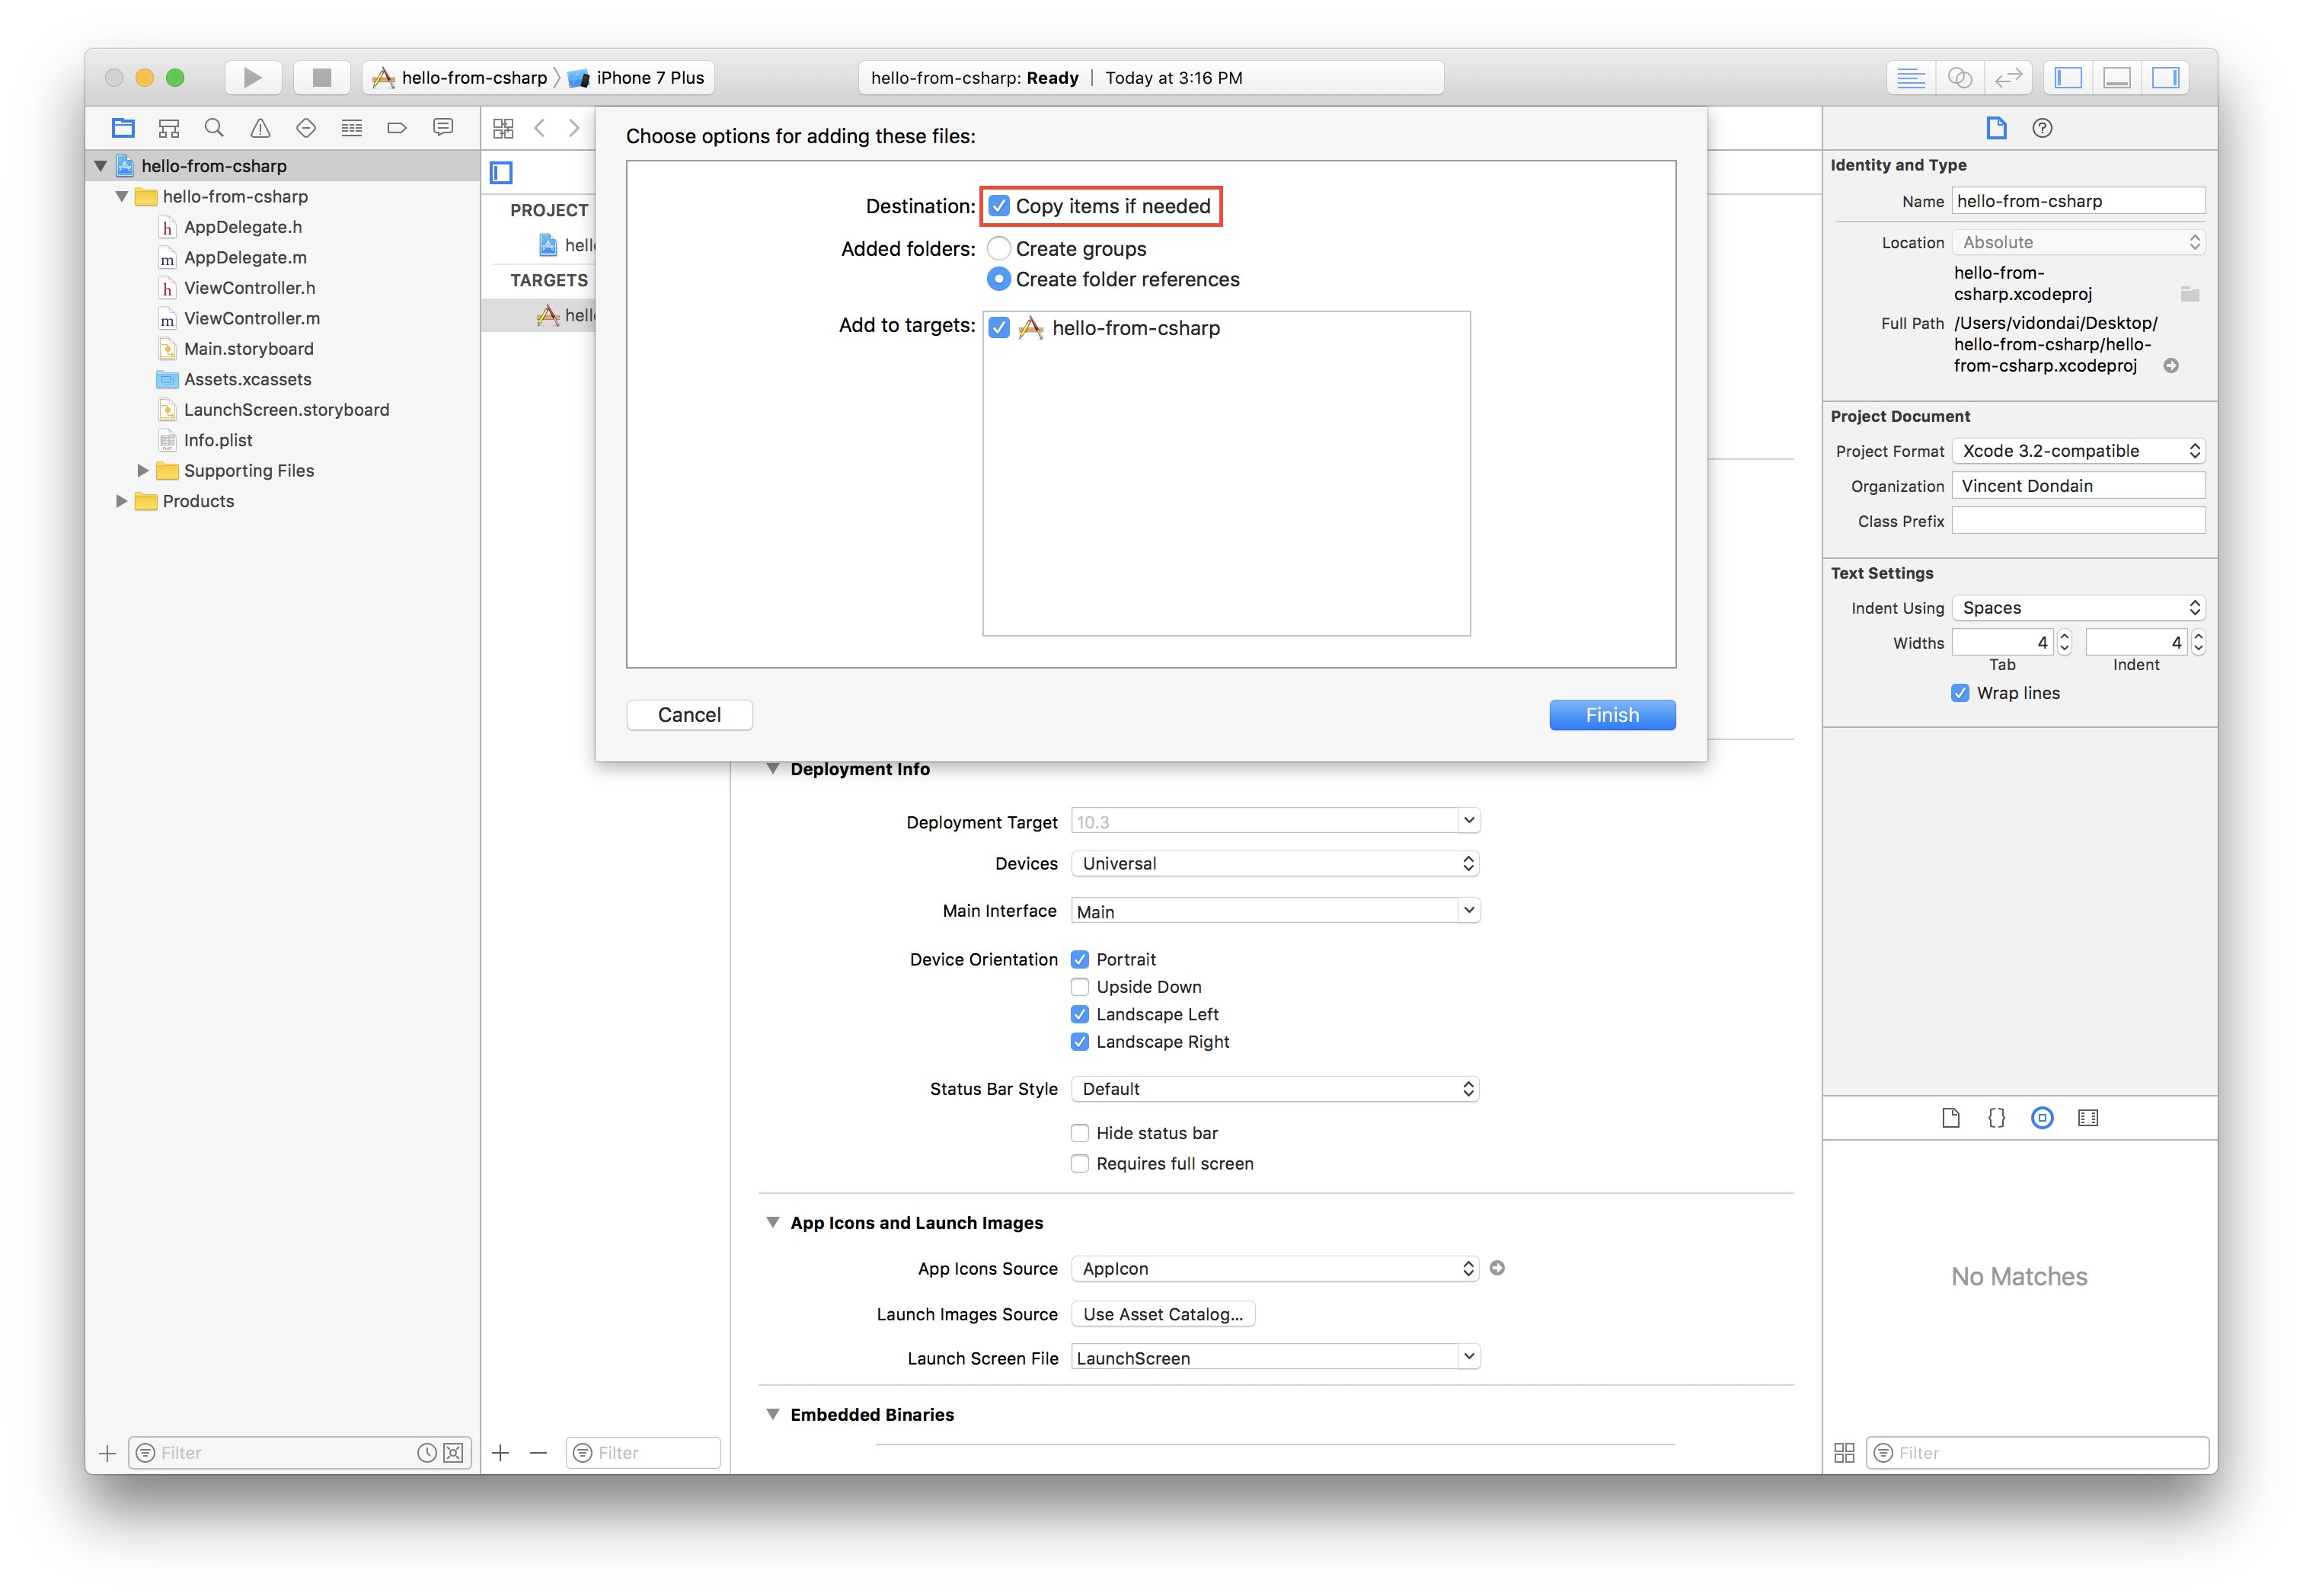 hello-from-csharp
iPhone 7 Plus
hello-from-csharp: Ready | Today at 3:16 PM
hello-from-csharp
hello-from-csharp
h AppDelegate.h
m AppDelegate.m
h ViewController.h
m ViewController.m
Main.storyboard
Assets.xcassets
LaunchScreen.storyboard
Info.plist
Supporting Files
Products
Filter
PROJECT
hell
TARGETS
hell
Filter
Choose options for adding these files:
Destination: Copy items if needed
Added folders: Create groups
Create folder references
Add to targets: hello-from-csharp
Cancel
Finish
Deployment Info
Deployment Target 10.3
Devices Universal
Main Interface Main
Device Orientation Portrait
Upside Down
Landscape Left
Landscape Right
Status Bar Style Default
Hide status bar
Requires full screen
App Icons and Launch Images
App Icons Source AppIcon
Launch Images Source Use Asset Catalog...
Launch Screen File LaunchScreen
Embedded Binaries
Identity and Type
Name hello-from-csharp
Location Absolute
hello-from-
csharp.xcodeproj
Full Path /Users/vidondai/Desktop/
hello-from-csharp/hello-
from-csharp.xcodeproj
Project Document
Project Format Xcode 3.2-compatible
Organization Vincent Dondain
Class Prefix
Text Settings
Indent Using Spaces
Widths 4 4
Tab Indent
Wrap lines
{}
No Matches
Filter